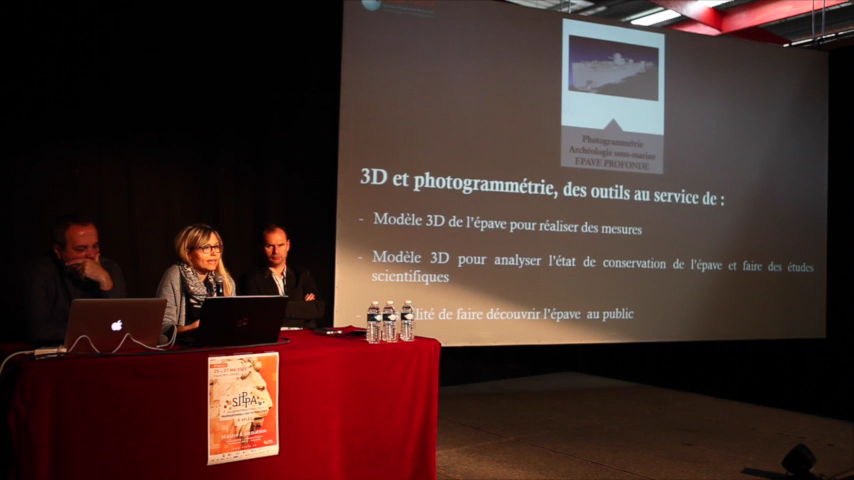 Photogrammétrie
Archéologie sous-marine
EPAVE PROFONDE
3D et photogrammétrie, des outils au service de :
- Modèle 3D de l'épave pour réaliser des mesures
- Modèle 3D pour analyser l'état de conservation de l'épave et faire des études
scientifiques
de faire découvrir l'épave au public
SIPPA